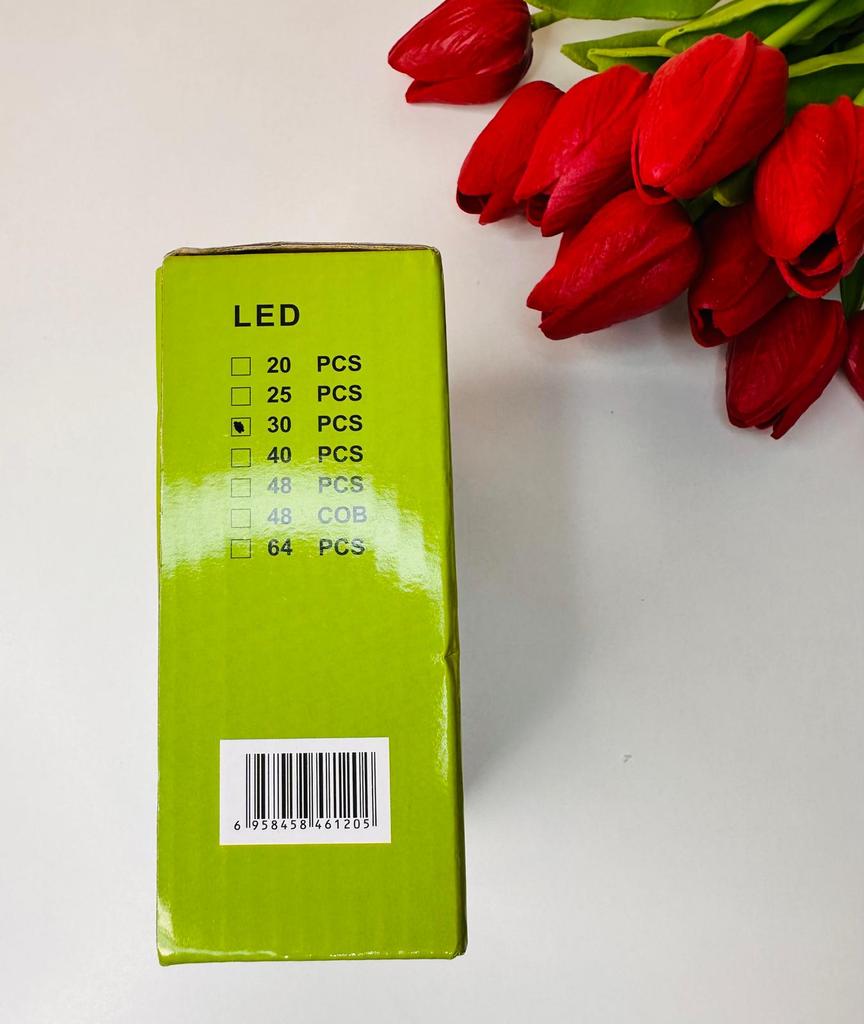 LED
20 PCS
25 PCS
30 PCS
40 PCS
48 PCS
48 COB
64 PCS
6 958458 461205